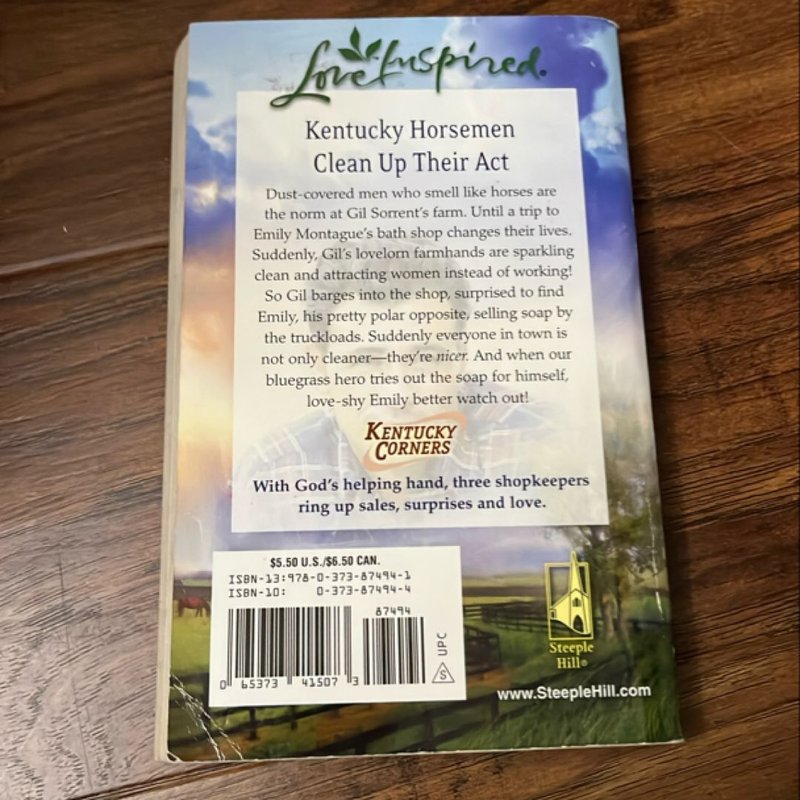 Love Inspired.
Kentucky Horsemen
Clean Up Their Act
Dust-covered men who smell like horses are
the norm at Gil Sorrent's farm. Until a trip to
Emily Montague's bath shop changes their lives.
Suddenly, Gil's lovelorn farmhands are sparkling
clean and attracting women instead of working!
So Gil barges into the shop, surprised to find
Emily, his pretty polar opposite, selling soap by
the truckloads. Suddenly everyone in town is
not only cleaner—they're nicer. And when our
bluegrass hero tries out the soap for himself,
love-shy Emily better watch out!
KENTUCKY
CORNERS
With God's helping hand, three shopkeepers
ring up sales, surprises and love.
$5.50 U.S./$6.50 CAN.
ISBN-13:978-0-373-87494-1
ISBN-10: 0-373-87494-4
87494
0 65373 41507 3
S UPC
Steeple
Hill®
www.SteepleHill.com